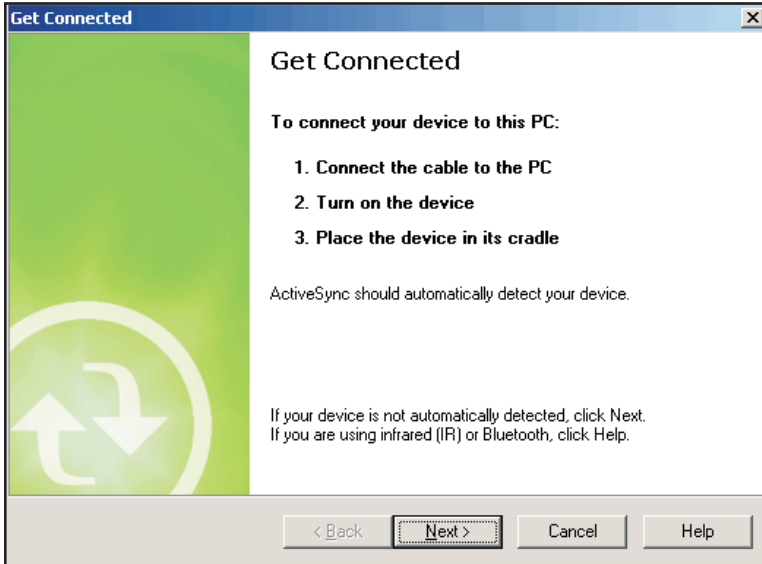 Get Connected
Get Connected
To connect your device to this PC:
1. Connect the cable to the PC
2. Turn on the device
3. Place the device in its cradle
ActiveSync should automatically detect your device.
If your device is not automatically detected, click Next.
If you are using infrared (IR) or Bluetooth, click Help.
< Back Next > Cancel Help